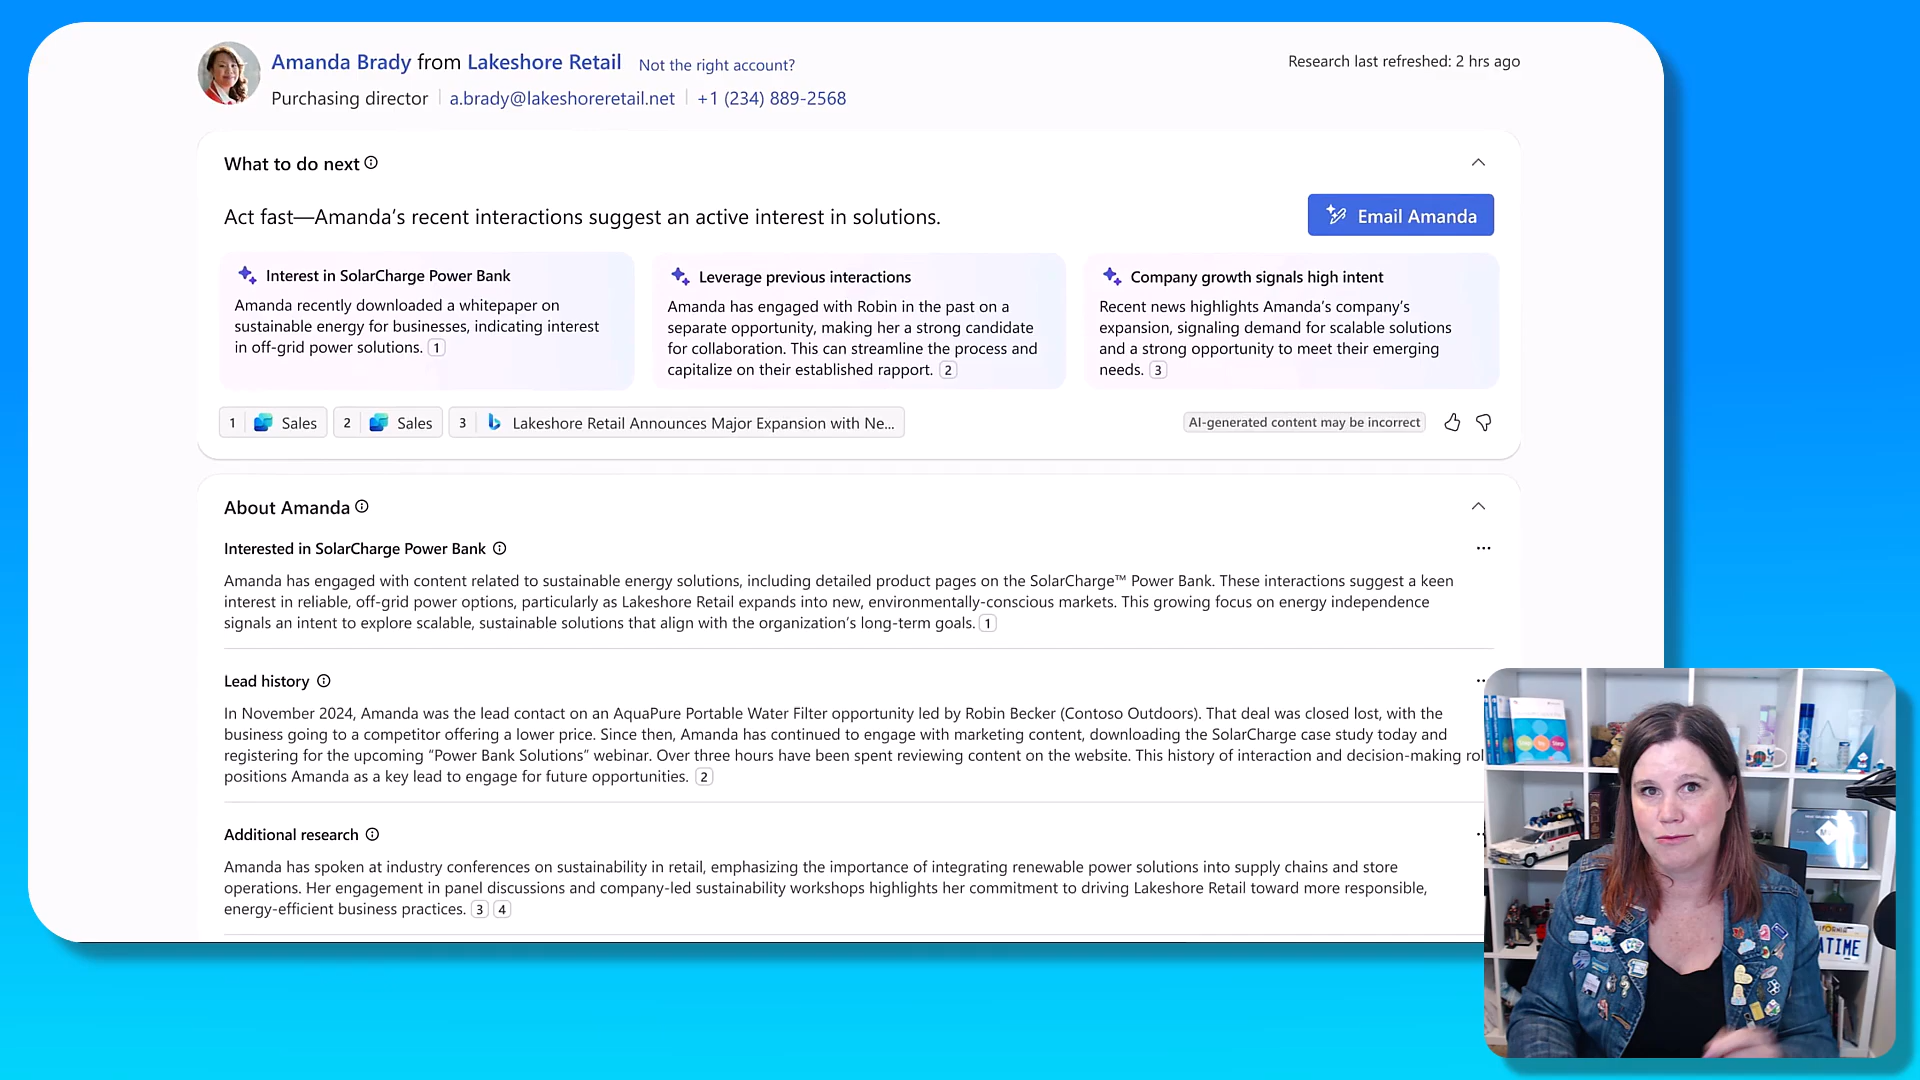 Amanda Brady from Lakeshore Retail Not the right account?
Research last refreshed: 2 hrs ago
Purchasing director a.brady@lakeshoreretail.net +1 (234) 889-2568
What to do next
Act fast—Amanda’s recent interactions suggest an active interest in solutions.
Email Amanda
Interest in SolarCharge Power Bank
Amanda recently downloaded a whitepaper on
sustainable energy for businesses, indicating interest
in off-grid power solutions. 1
Leverage previous interactions
Amanda has engaged with Robin in the past on a
separate opportunity, making her a strong candidate
for collaboration. This can streamline the process and
capitalize on their established rapport. 2
Company growth signals high intent
Recent news highlights Amanda’s company’s
expansion, signaling demand for scalable solutions
and a strong opportunity to meet their emerging
needs. 3
1 Sales 2 Sales 3 Lakeshore Retail Announces Major Expansion with Ne...
AI-generated content may be incorrect
About Amanda
Interested in SolarCharge Power Bank
Amanda has engaged with content related to sustainable energy solutions, including detailed product pages on the SolarCharge™ Power Bank. These interactions suggest a keen
interest in reliable, off-grid power options, particularly as Lakeshore Retail expands into new, environmentally-conscious markets. This growing focus on energy independence
signals an intent to explore scalable, sustainable solutions that align with the organization’s long-term goals. 1
Lead history
In November 2024, Amanda was the lead contact on an AquaPure Portable Water Filter opportunity led by Robin Becker (Contoso Outdoors). That deal was closed lost, with the
business going to a competitor offering a lower price. Since then, Amanda has continued to engage with marketing content, downloading the SolarCharge case study today and
registering for the upcoming “Power Bank Solutions” webinar. Over three hours have been spent reviewing content on the website. This history of interaction and decision-making rol
positions Amanda as a key lead to engage for future opportunities. 2
Additional research
Amanda has spoken at industry conferences on sustainability in retail, emphasizing the importance of integrating renewable power solutions into supply chains and store
operations. Her engagement in panel discussions and company-led sustainability workshops highlights her commitment to driving Lakeshore Retail toward more responsible,
energy-efficient business practices. 3 4
ATIME